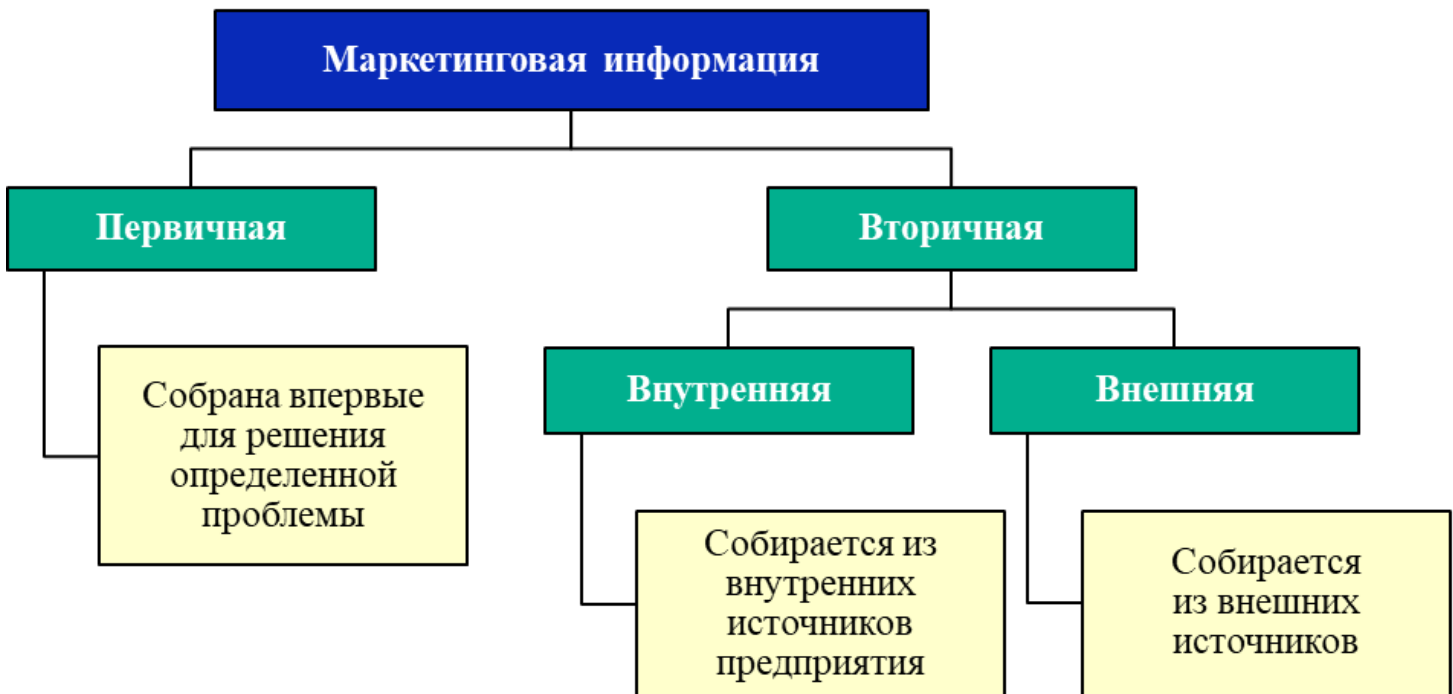 Маркетинговая информация
Первичная
Вторичная
Собрана впервые
для решения
определенной
проблемы
Внутренняя
Внешняя
Собирается из
внутренних
источников
предприятия
Собирается
из внешних
источников